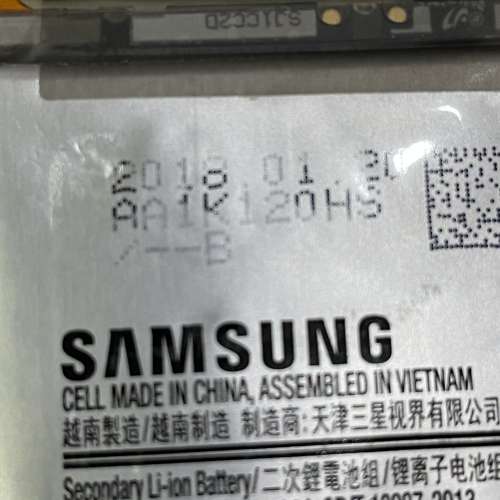 SJ1CC2D
2018.01.20
AA1K120HS
/--B
SAMSUNG
CELL MADE IN CHINA, ASSEMBLED IN VIETNAM
越南製造/越南制造 制造商:天津三星视界有限公司
Secondary Li-ion Battery/二次鋰電池組/锂离子电池组